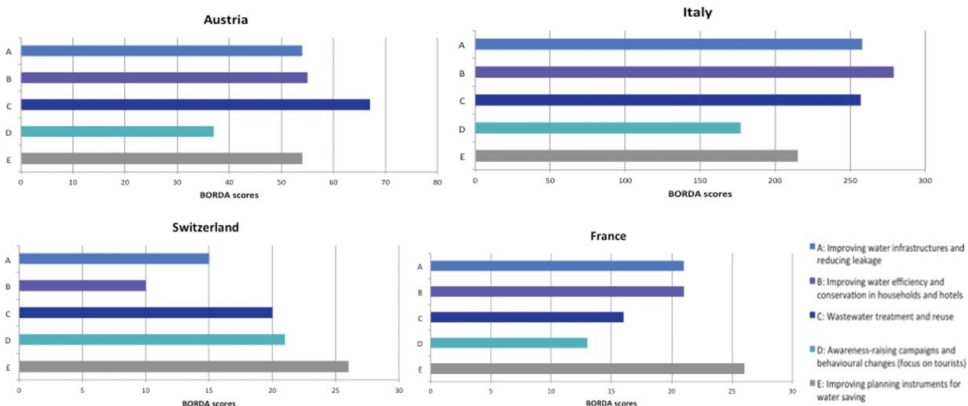 Austria
A
B
C
D
E
0 10 20 30 40 50 60 70 80
BORDA scores
Italy
A
B
C
D
E
0 50 100 150 200 250 300
BORDA scores
Switzerland
A
B
C
D
E
0 5 10 15 20 25 30
BORDA scores
France
A
B
C
D
E
0 5 10 15 20 25 30
BORDA scores
A: Improving water infrastructures and
reducing leakage
B: Improving water efficiency and
conservation in households and hotels
C: Wastewater treatment and reuse
D: Awareness-raising campaigns and
behavioural changes (focus on tourists)
E: Improving planning instruments for
water saving